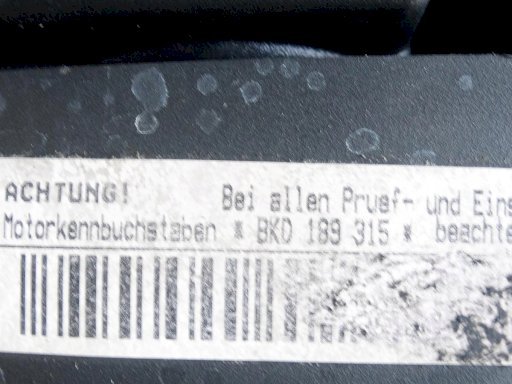 ACHTUNG! Bei allen Pruef- und Eins
Motorkennbuchstaben * BKD 189 315 * beachte